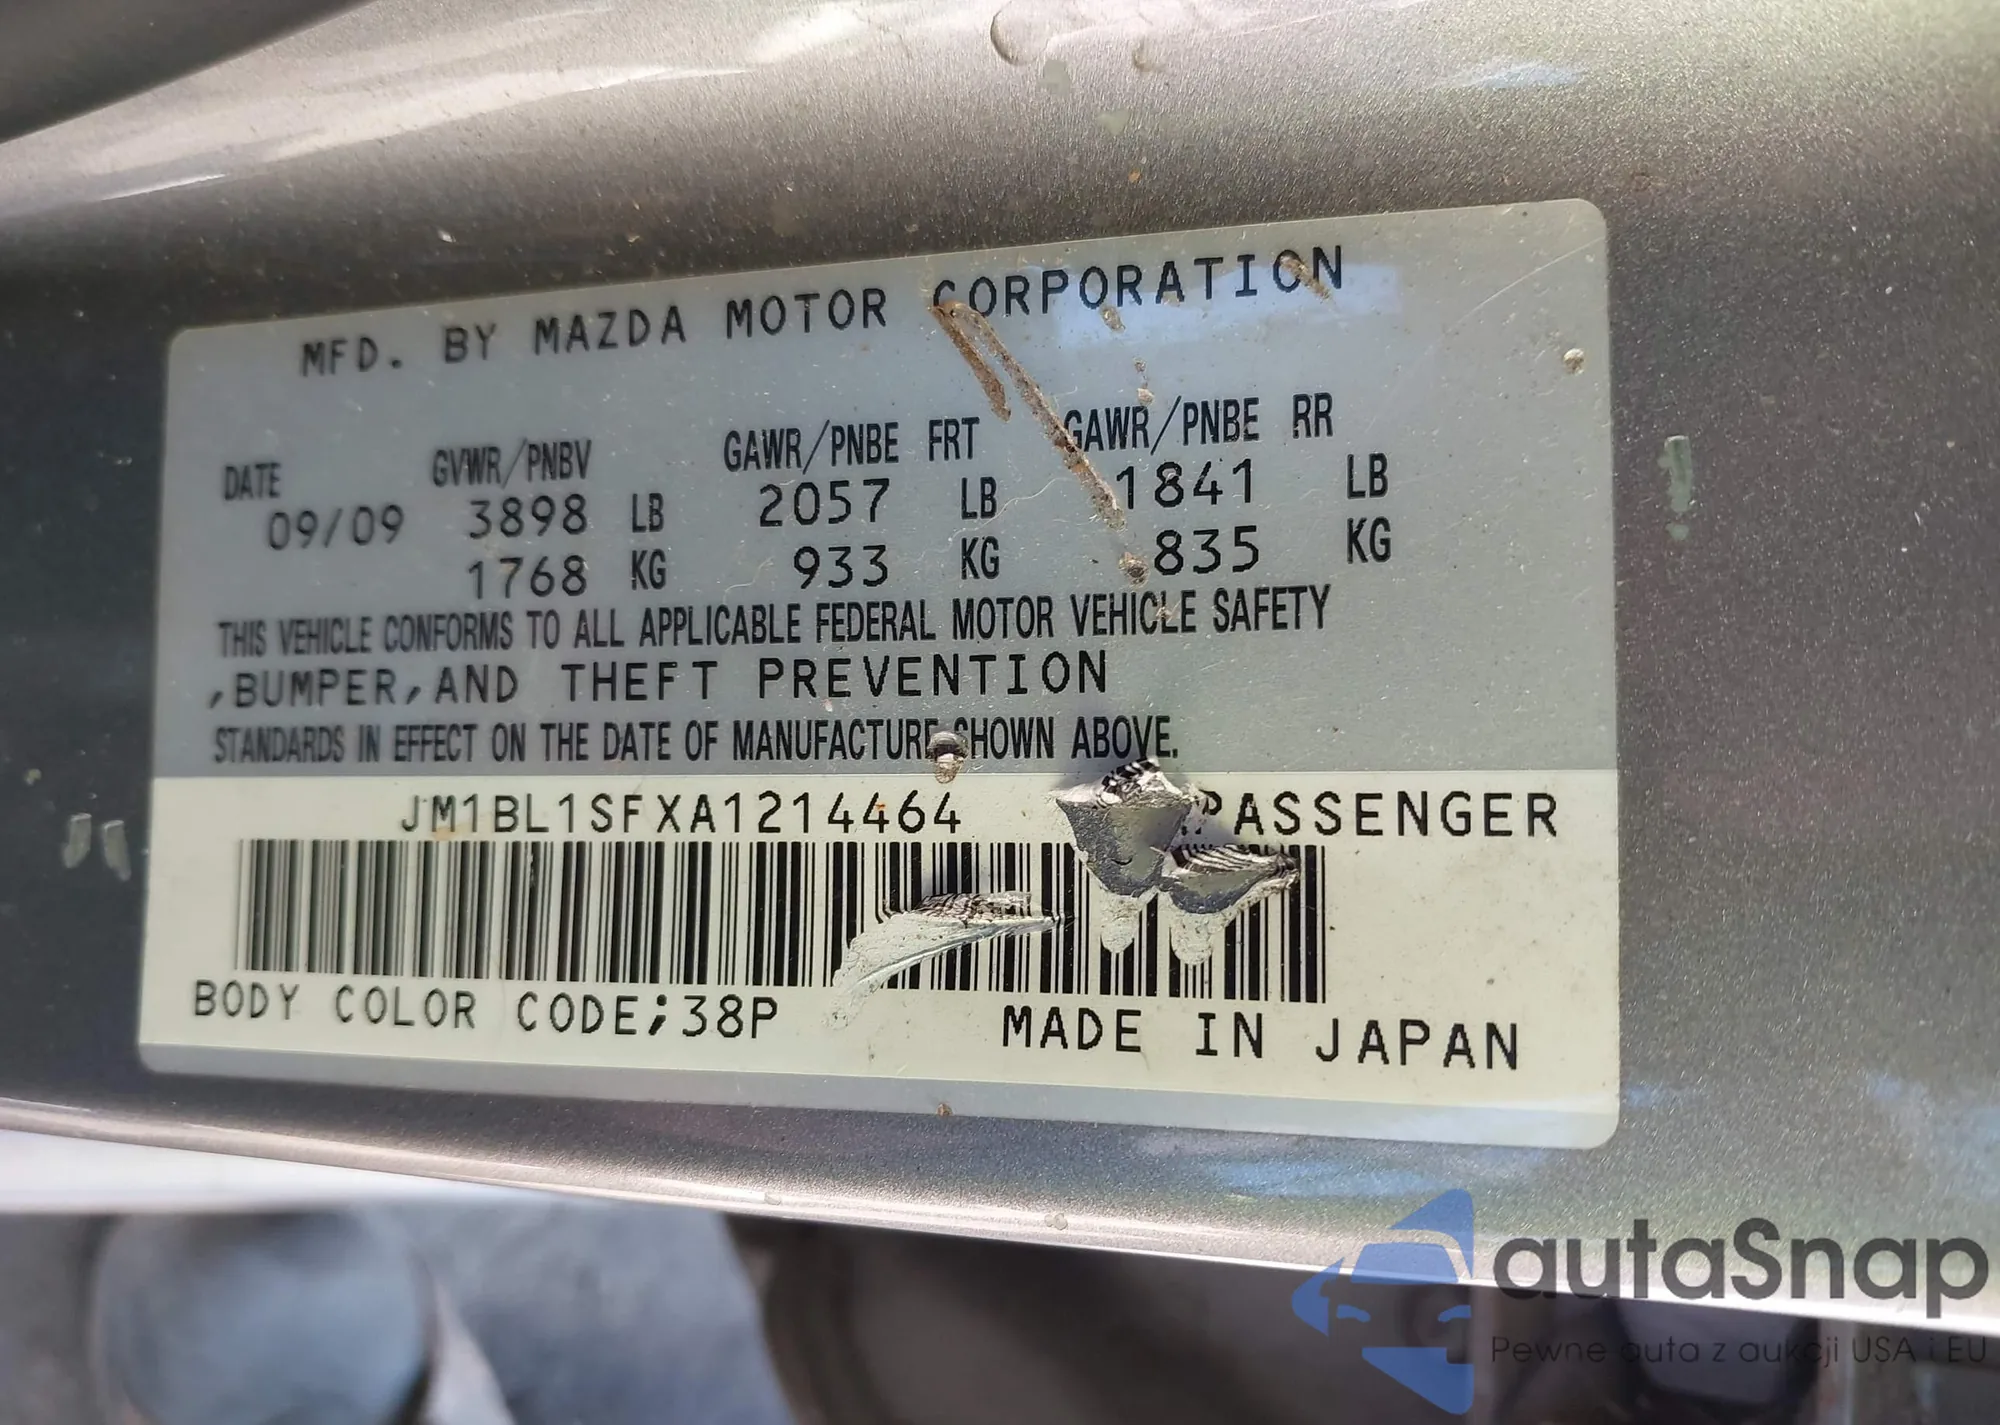 MFD. BY MAZDA MOTOR CORPORATION
DATE GVWR/PNBV GAWR/PNBE FRT GAWR/PNBE RR
09/09 3898 LB 2057 LB 1841 LB
1768 KG 933 KG 835 KG
THIS VEHICLE CONFORMS TO ALL APPLICABLE FEDERAL MOTOR VEHICLE SAFETY
,BUMPER,AND THEFT PREVENTION
STANDARDS IN EFFECT ON THE DATE OF MANUFACTURE SHOWN ABOVE.
JM1BL1SFXA1214464 PASSENGER
BODY COLOR CODE;38P MADE IN JAPAN
autaSnap
Pewne auta z aukcji USA i EU